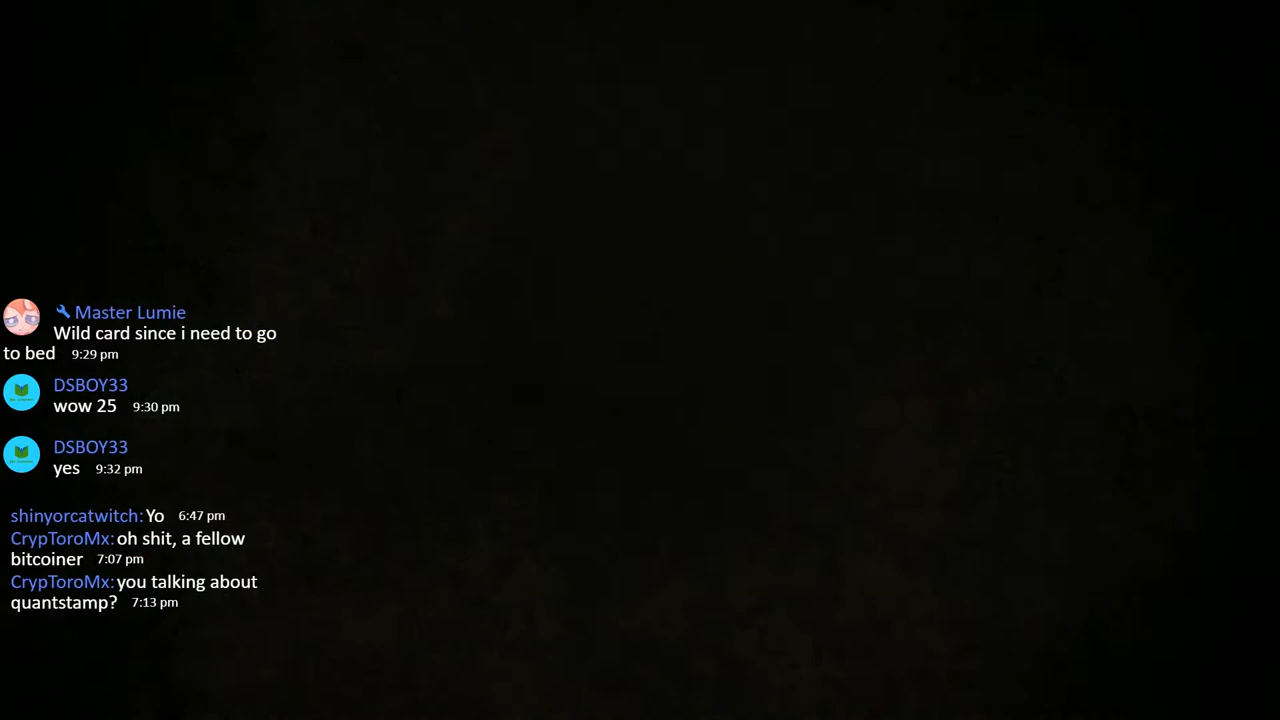 Master Lumie
Wild card since i need to go
to bed 9:29 pm
DSBOY33
wow 25 9:30 pm
DSBOY33
yes 9:32 pm
shinyorcatwitch: Yo 6:47 pm
CrypToroMx: oh shit, a fellow
bitcoiner 7:07 pm
CrypToroMx: you talking about
quantstamp? 7:13 pm